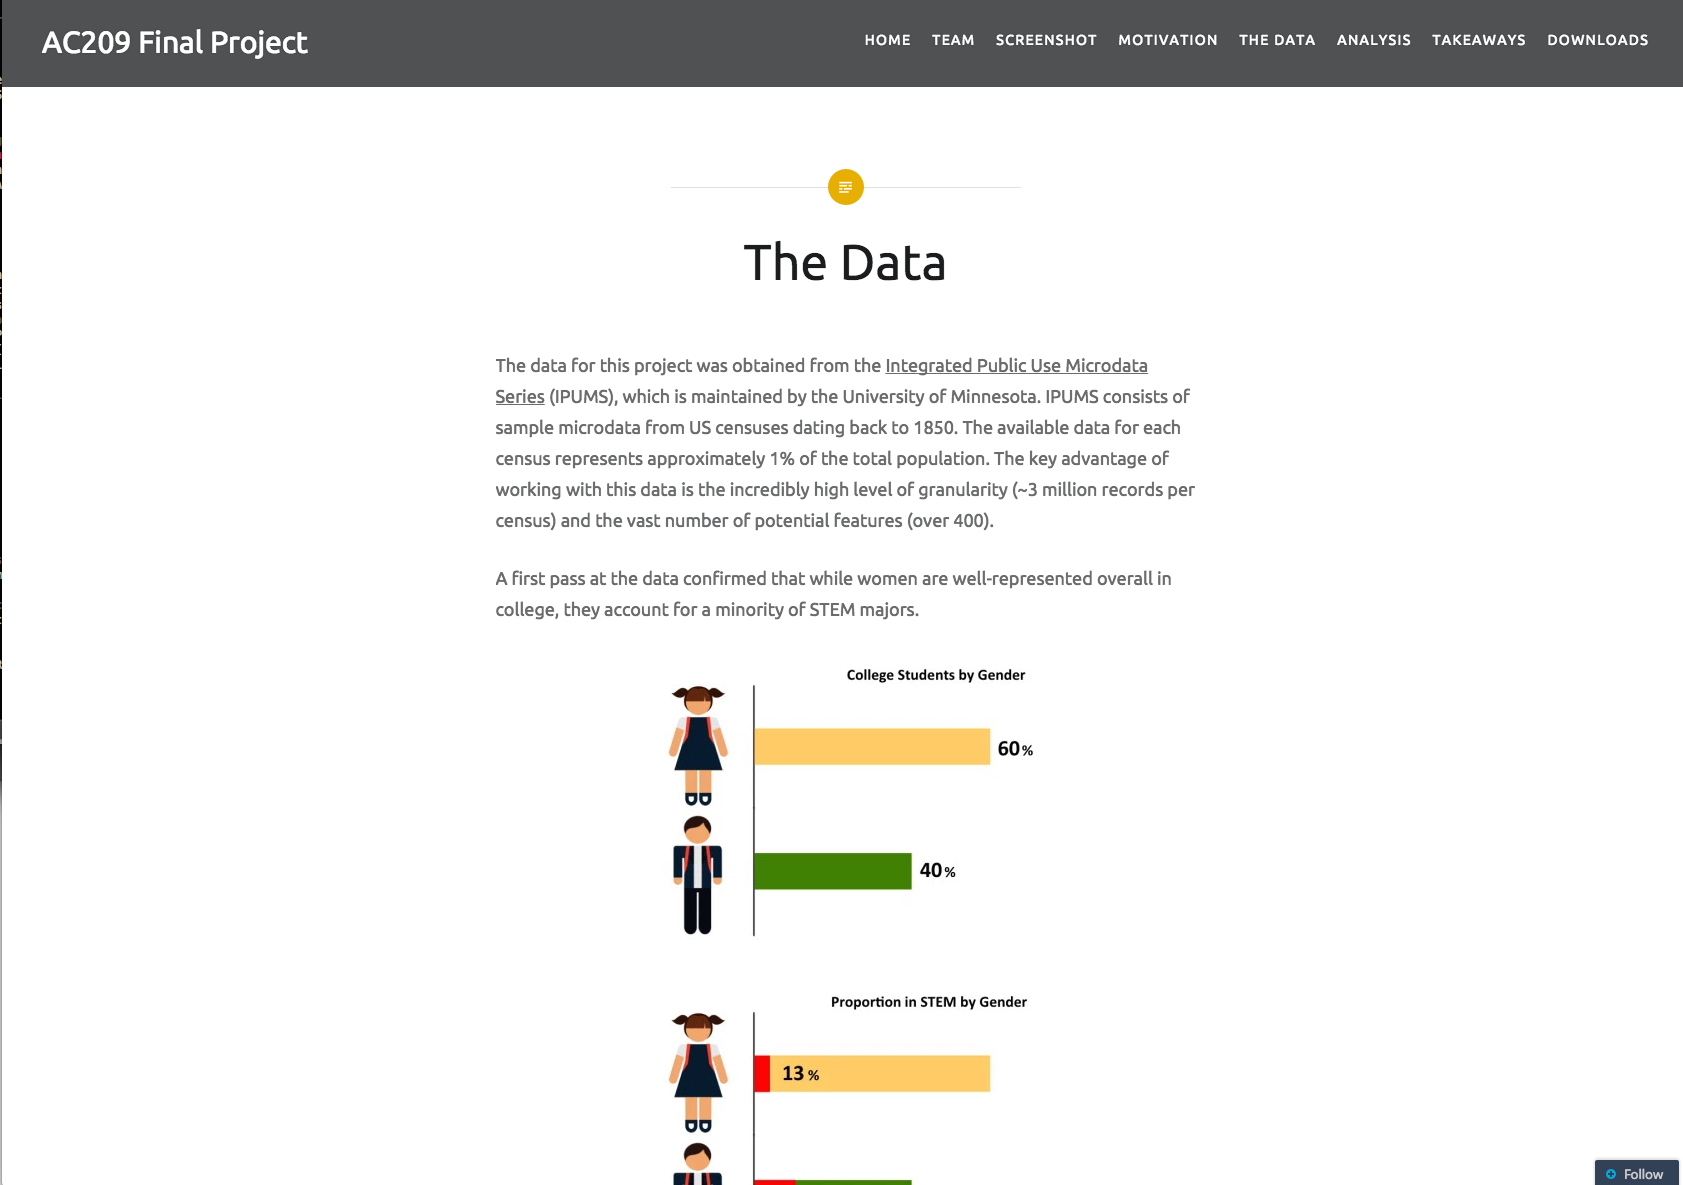 AC209 Final Project
HOME TEAM SCREENSHOT MOTIVATION THE DATA ANALYSIS TAKEAWAYS DOWNLOADS
The Data
The data for this project was obtained from the Integrated Public Use Microdata
Series (IPUMS), which is maintained by the University of Minnesota. IPUMS consists of
sample microdata from US censuses dating back to 1850. The available data for each
census represents approximately 1% of the total population. The key advantage of
working with this data is the incredibly high level of granularity (~3 million records per
census) and the vast number of potential features (over 400).
A first pass at the data confirmed that while women are well-represented overall in
college, they account for a minority of STEM majors.
College Students by Gender
60%
40%
Proportion in STEM by Gender
13 %
Follow